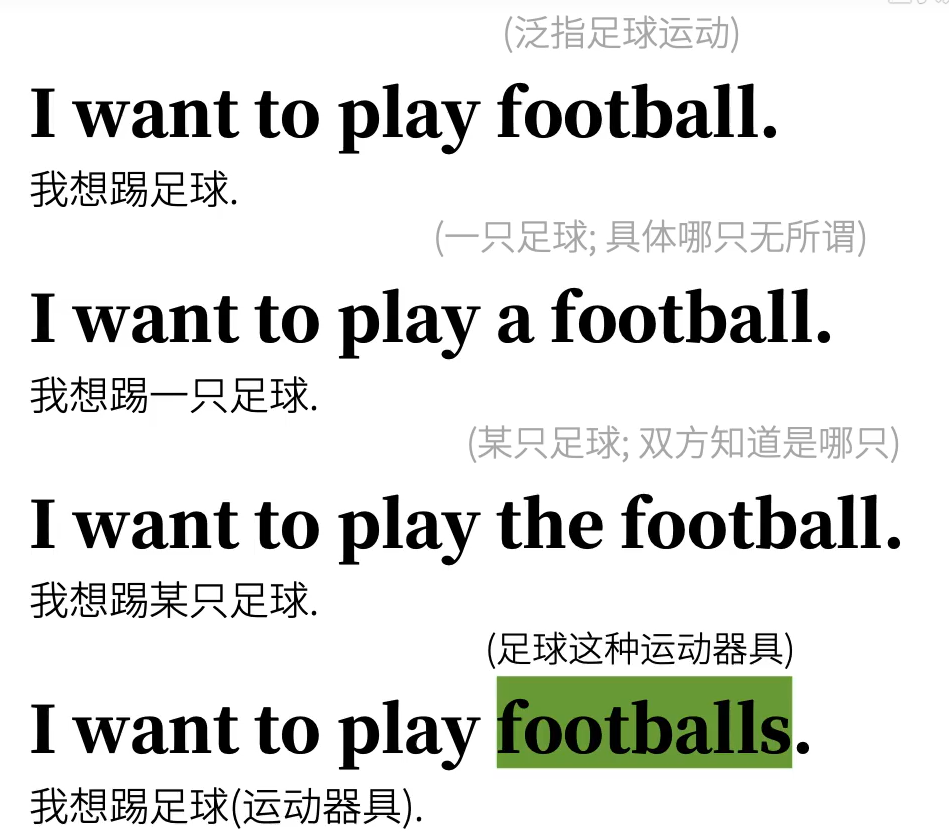 (泛指足球运动)
I want to play football.
我想踢足球.
(一只足球; 具体哪只无所谓)
I want to play a football.
我想踢一只足球.
(某只足球; 双方知道是哪只)
I want to play the football.
我想踢某只足球.
(足球这种运动器具)
I want to play footballs.
我想踢足球(运动器具).